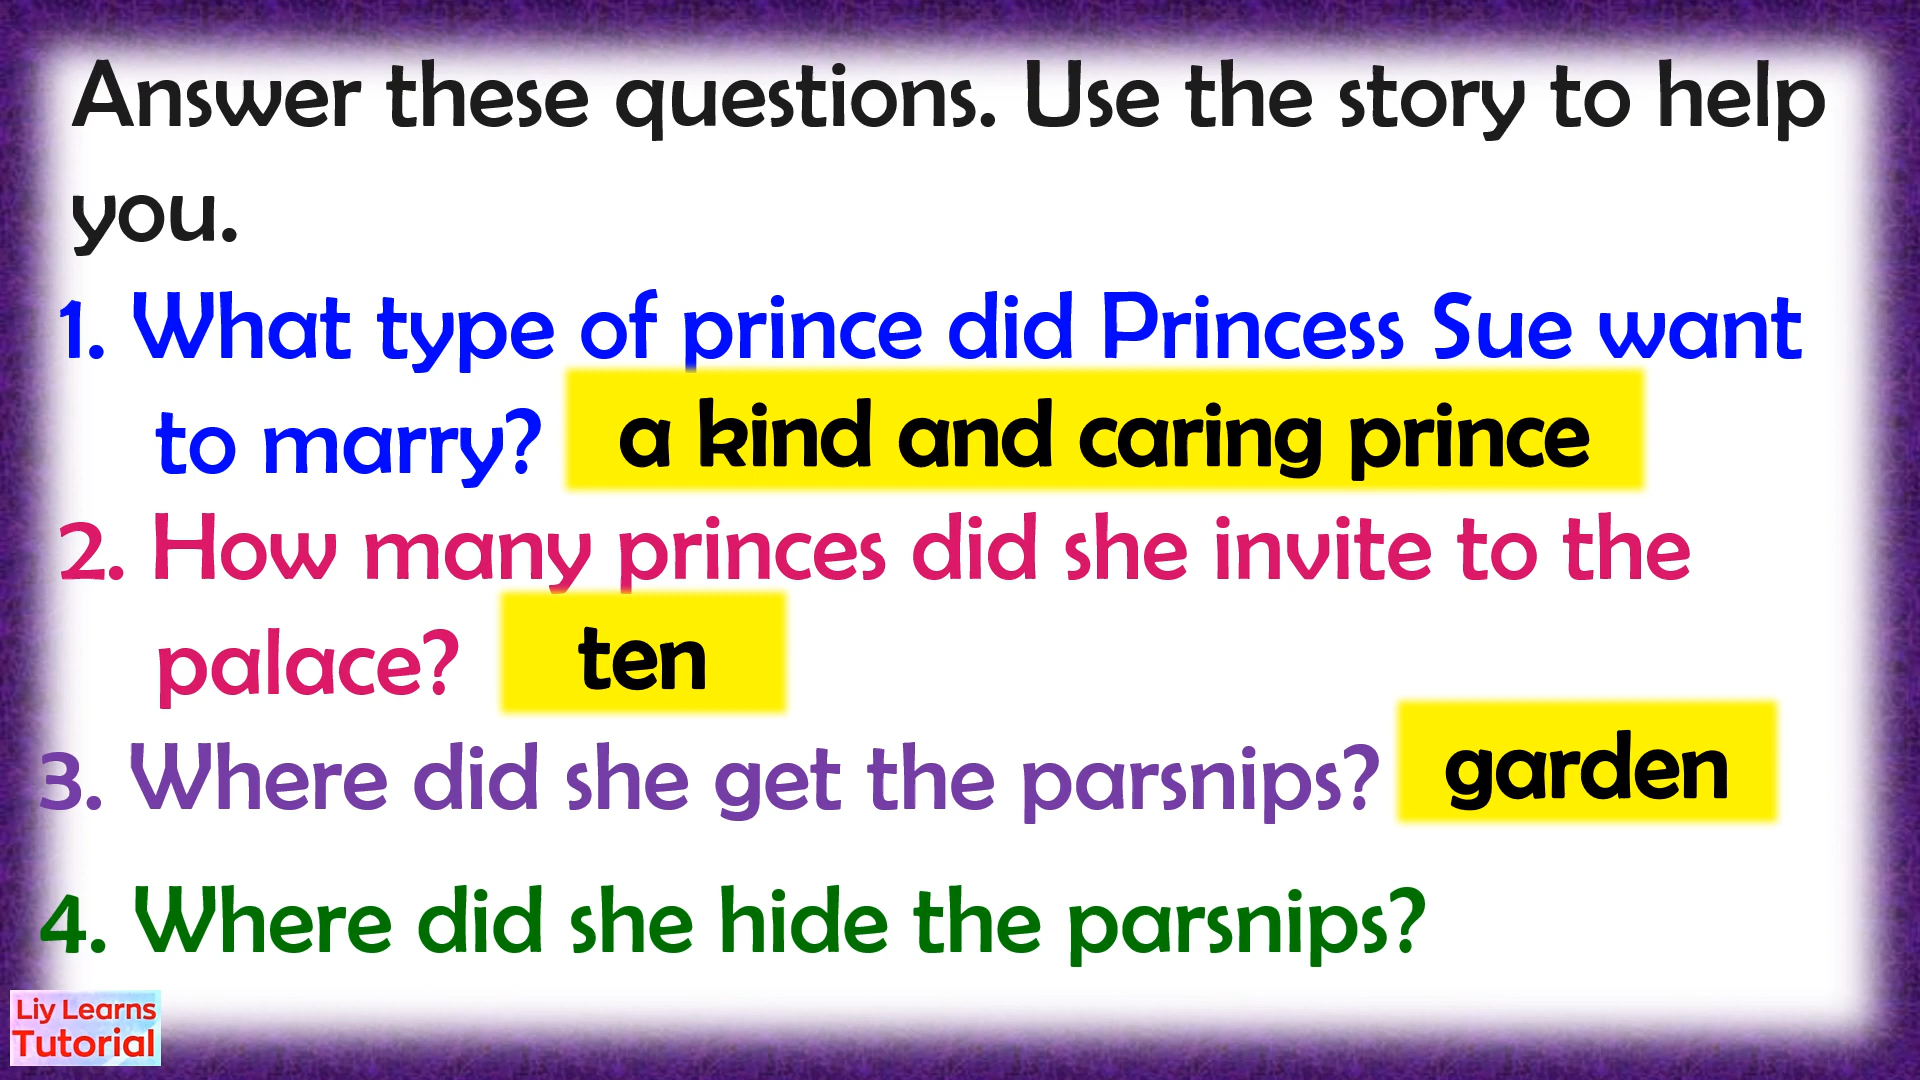 Answer these questions. Use the story to help
you.
1. What type of prince did Princess Sue want
to marry? a kind and caring prince
2. How many princes did she invite to the
palace? ten
3. Where did she get the parsnips? garden
4. Where did she hide the parsnips?
Liy Learns
Tutorial